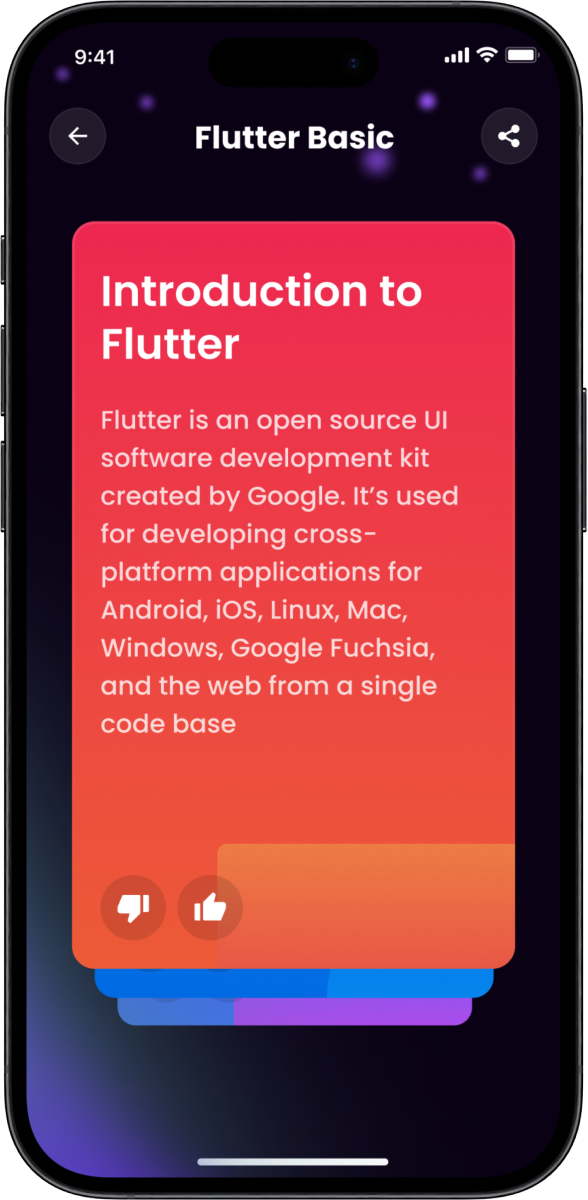 9:41
Flutter Basic
Introduction to
Flutter
Flutter is an open source UI
software development kit
created by Google. It’s used
for developing cross-
platform applications for
Android, iOS, Linux, Mac,
Windows, Google Fuchsia,
and the web from a single
code base